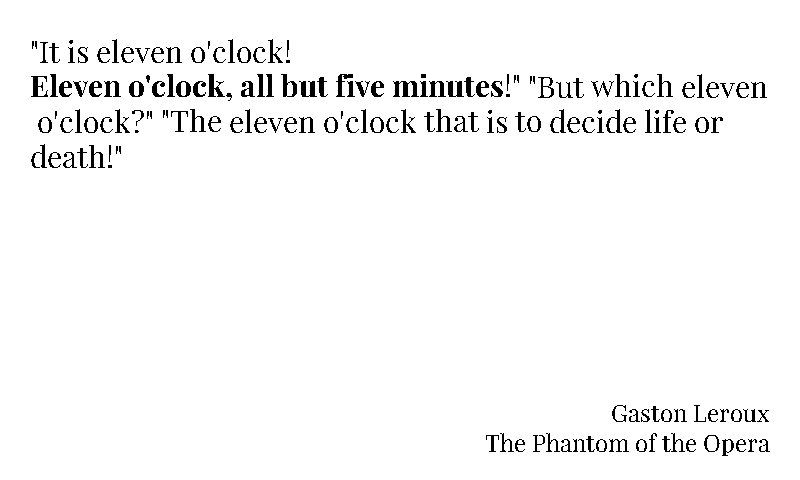 "It is eleven o'clock!
Eleven o'clock, all but five minutes!" "But which eleven
o'clock?" "The eleven o'clock that is to decide life or
death!"
Gaston Leroux
The Phantom of the Opera